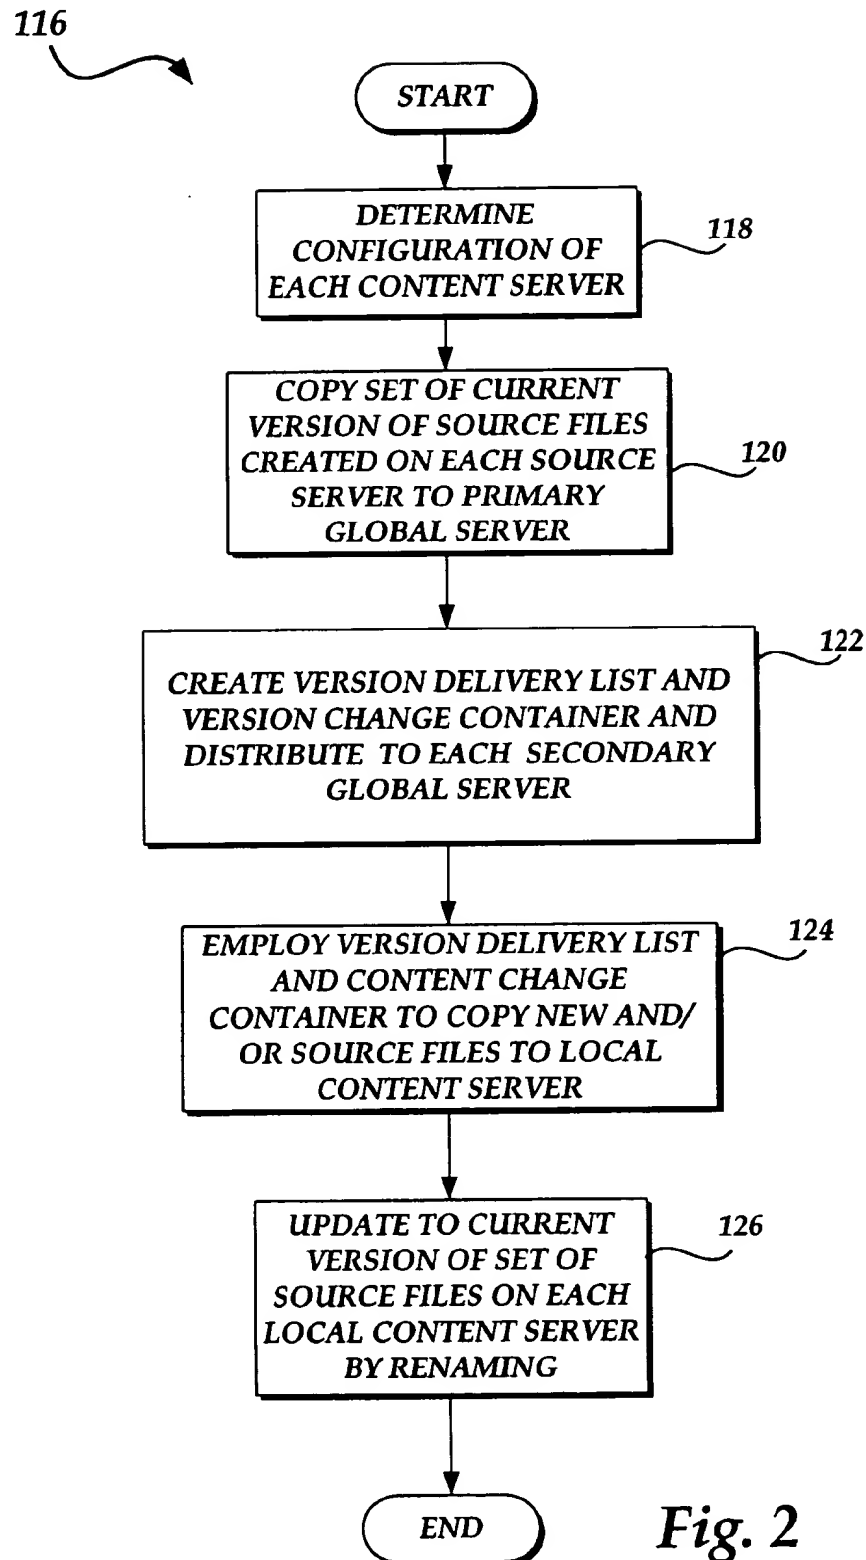 116
START
DETERMINE
CONFIGURATION OF
EACH CONTENT SERVER
118
COPY SET OF CURRENT
VERSION OF SOURCE FILES
CREATED ON EACH SOURCE
SERVER TO PRIMARY
GLOBAL SERVER
120
CREATE VERSION DELIVERY LIST AND
VERSION CHANGE CONTAINER AND
DISTRIBUTE TO EACH SECONDARY
GLOBAL SERVER
122
EMPLOY VERSION DELIVERY LIST
AND CONTENT CHANGE
CONTAINER TO COPY NEW AND/
OR SOURCE FILES TO LOCAL
CONTENT SERVER
124
UPDATE TO CURRENT
VERSION OF SET OF
SOURCE FILES ON EACH
LOCAL CONTENT SERVER
BY RENAMING
126
END
Fig. 2